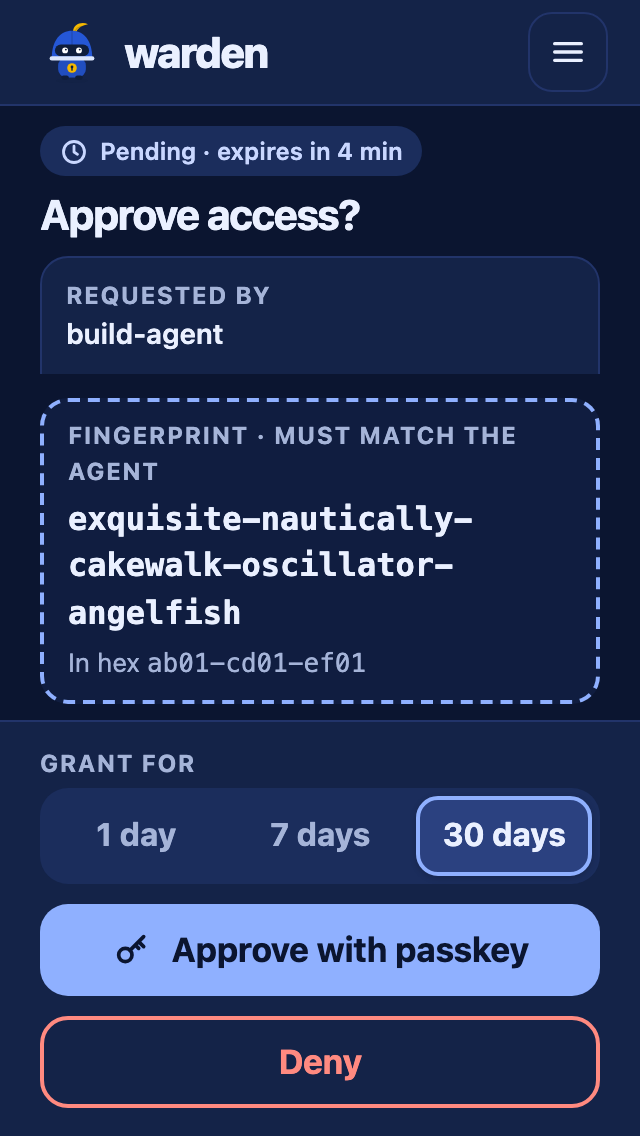 warden
Pending · expires in 4 min
Approve access?
REQUESTED BY
build-agent
FINGERPRINT · MUST MATCH THE
AGENT
exquisite-nautically-
cakewalk-oscillator-
angelfish
In hex ab01-cd01-ef01
GRANT FOR
1 day
7 days
30 days
Approve with passkey
Deny